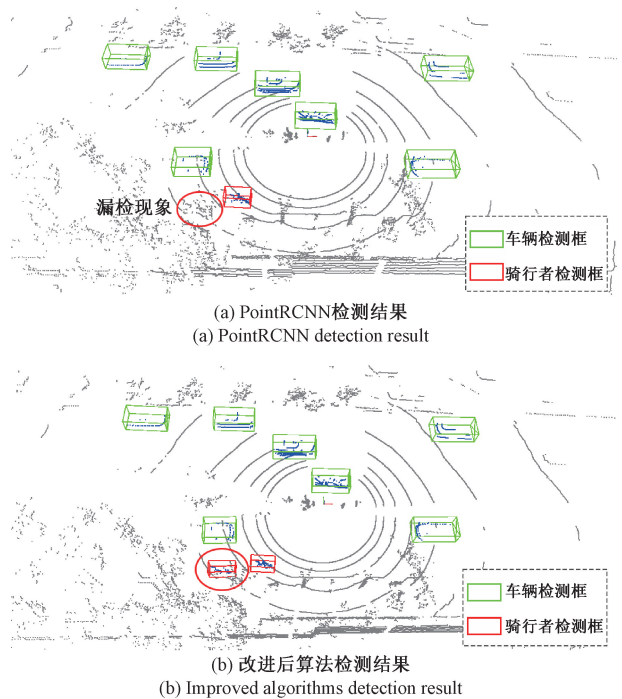 漏检现象
车辆检测框
骑行者检测框
(a) PointRCNN检测结果
(a) PointRCNN detection result
车辆检测框
骑行者检测框
(b) 改进后算法检测结果
(b) Improved algorithms detection result